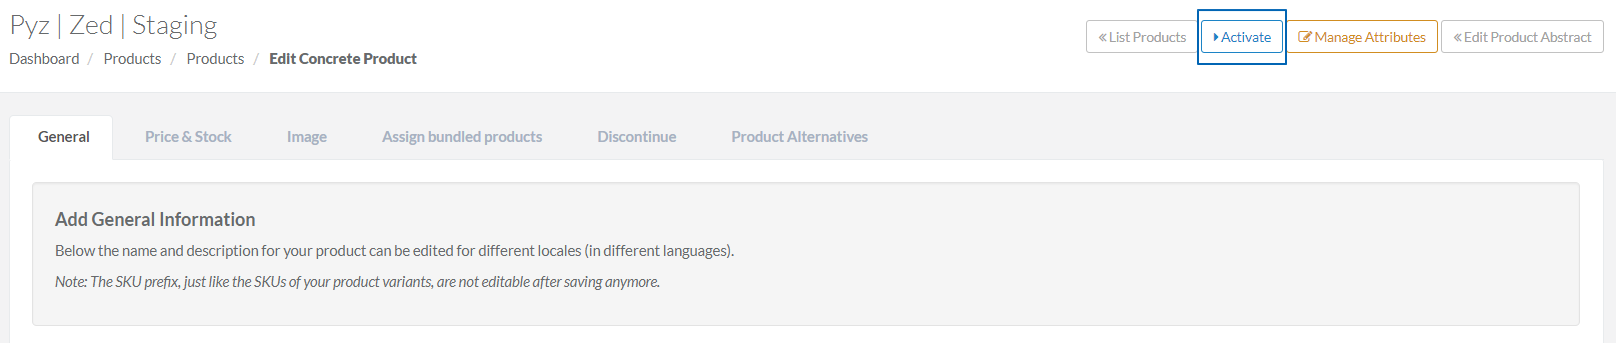 Pyz | Zed | Staging
List Products Activate Manage Attributes Edit Product Abstract
Dashboard / Products / Products / Edit Concrete Product
General Price & Stock Image Assign bundled products Discontinue Product Alternatives
Add General Information
Below the name and description for your product can be edited for different locales (in different languages).
Note: The SKU prefix, just like the SKUs of your product variants, are not editable after saving anymore.